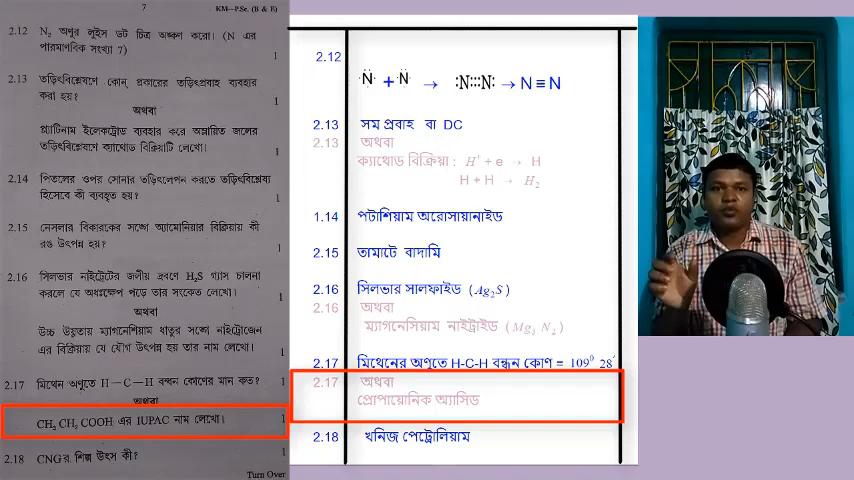 7
KM—P.Sc. (B & E)
2.12 N₂ অণুর লুইস ডট চিত্র অঙ্কন করো। (N এর
পারমাণবিক সংখ্যা 7) 1
2.13 তড়িৎবিশ্লেষণে কোন্ প্রকারের তড়িৎপ্রবাহ ব্যবহার
করা হয়? 1
অথবা
প্ল্যাটিনাম ইলেকট্রোড ব্যবহার করে অম্লায়িত জলের
তড়িৎবিশ্লেষণে ক্যাথোড বিক্রিয়াটি লেখো। 1
2.14 পিতলের ওপর সোনার তড়িৎলেপন করতে তড়িৎবিশ্লেষ্য
হিসেবে কী ব্যবহৃত হয়? 1
2.15 নেসলার বিকারকের সঙ্গে অ্যামোনিয়ার বিক্রিয়ায় কী
রঙ উৎপন্ন হয়? 1
2.16 সিলভার নাইট্রেটের জলীয় দ্রবণে H₂S গ্যাস চালনা
করলে যে অধঃক্ষেপ পড়ে তার সংকেত লেখো। 1
অথবা
উচ্চ উষ্ণতায় ম্যাগনেশিয়াম ধাতুর সঙ্গে নাইট্রোজেন
এর বিক্রিয়ায় যে যৌগ উৎপন্ন হয় তার নাম লেখো। 1
2.17 মিথেন অণুতে H—C—H বন্ধন কোণের মান কত? 1
অথবা
CH₃ CH₂ COOH এর IUPAC নাম লেখো। 1
2.18 CNGর শিল্প উৎস কী? 1
Turn Over
2.12
·N̈· + ·N̈· → :N:::N: → N ≡ N
2.13 সম প্রবাহ বা DC
2.13 অথবা
ক্যাথোড বিক্রিয়া : H⁺ + e → H
H + H → H₂
1.14 পটাশিয়াম অরোসায়ানাইড
2.15 তামাটে বাদামি
2.16 সিলভার সালফাইড (Ag₂S)
2.16 অথবা
ম্যাগনেসিয়াম নাইট্রাইড (Mg₃ N₂)
2.17 মিথেনের অণুতে H-C-H বন্ধন কোণ = 109⁰ 28′
2.17 অথবা
প্রোপায়োনিক অ্যাসিড
2.18 খনিজ পেট্রোলিয়াম